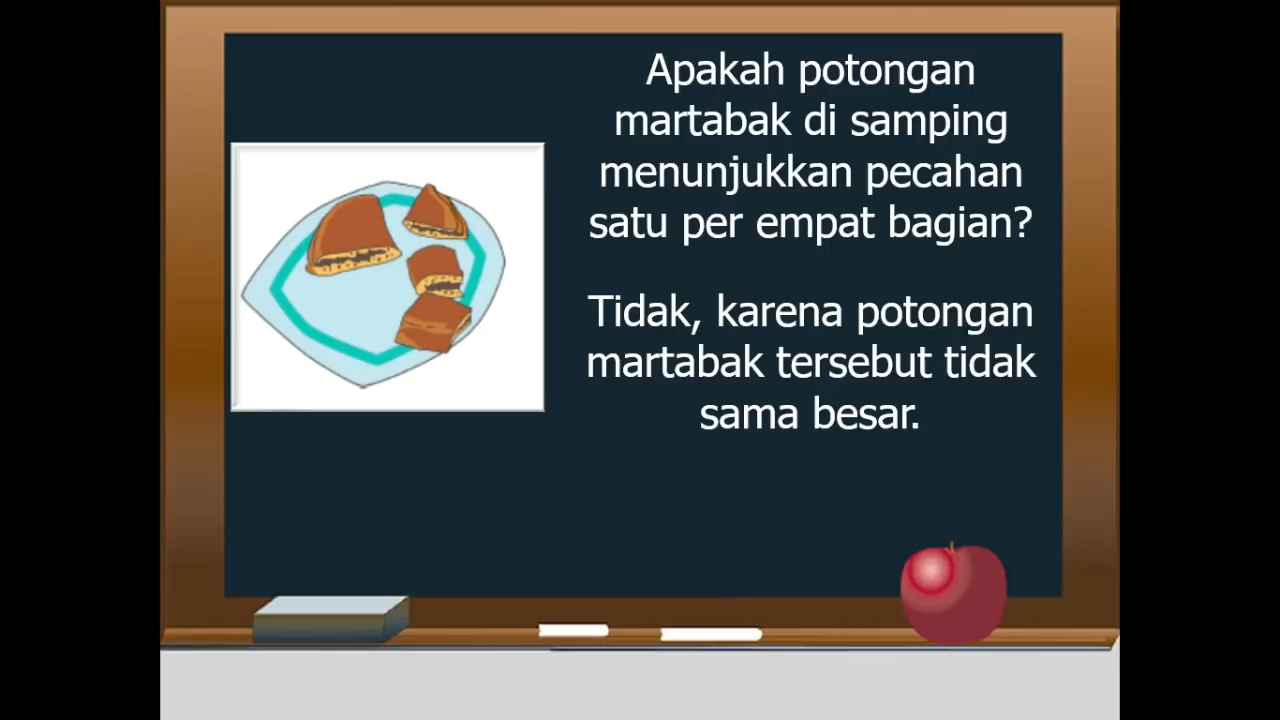 Apakah potongan
martabak di samping
menunjukkan pecahan
satu per empat bagian?
Tidak, karena potongan
martabak tersebut tidak
sama besar.